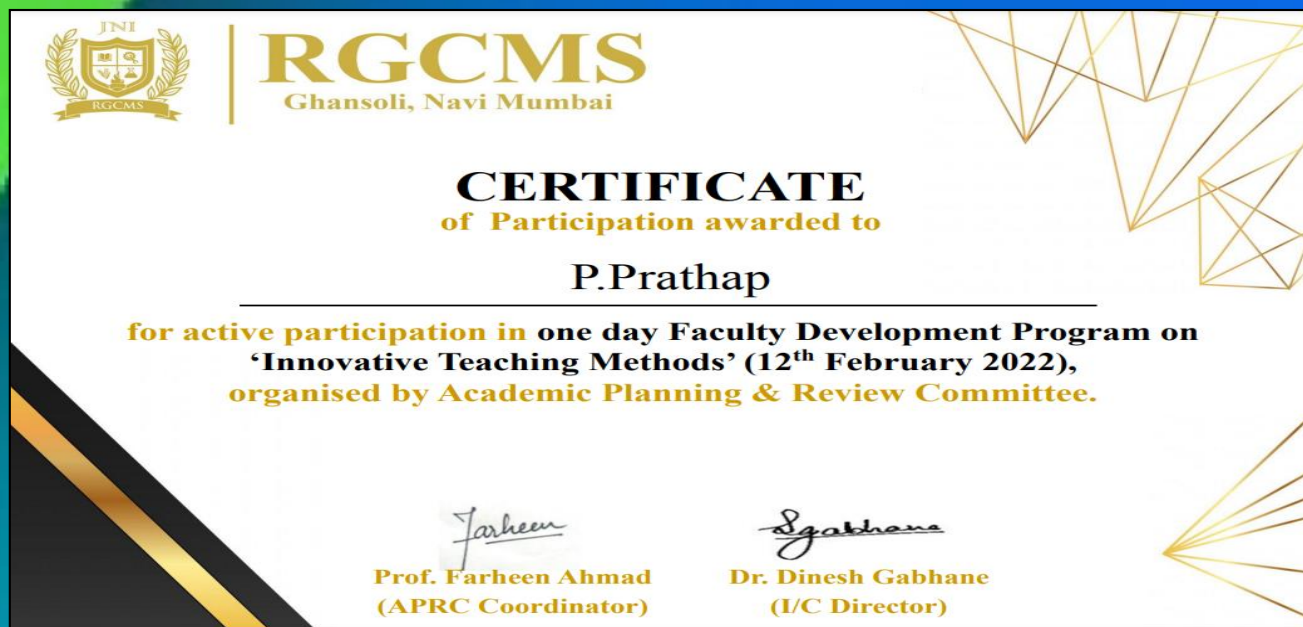 JNI
RGCMS
RGCMS
Ghansoli, Navi Mumbai
CERTIFICATE
of Participation awarded to
P.Prathap
for active participation in one day Faculty Development Program on
‘Innovative Teaching Methods’ (12th February 2022),
organised by Academic Planning & Review Committee.
Farheen
Sgabhane
Prof. Farheen Ahmad
Dr. Dinesh Gabhane
(APRC Coordinator)
(I/C Director)